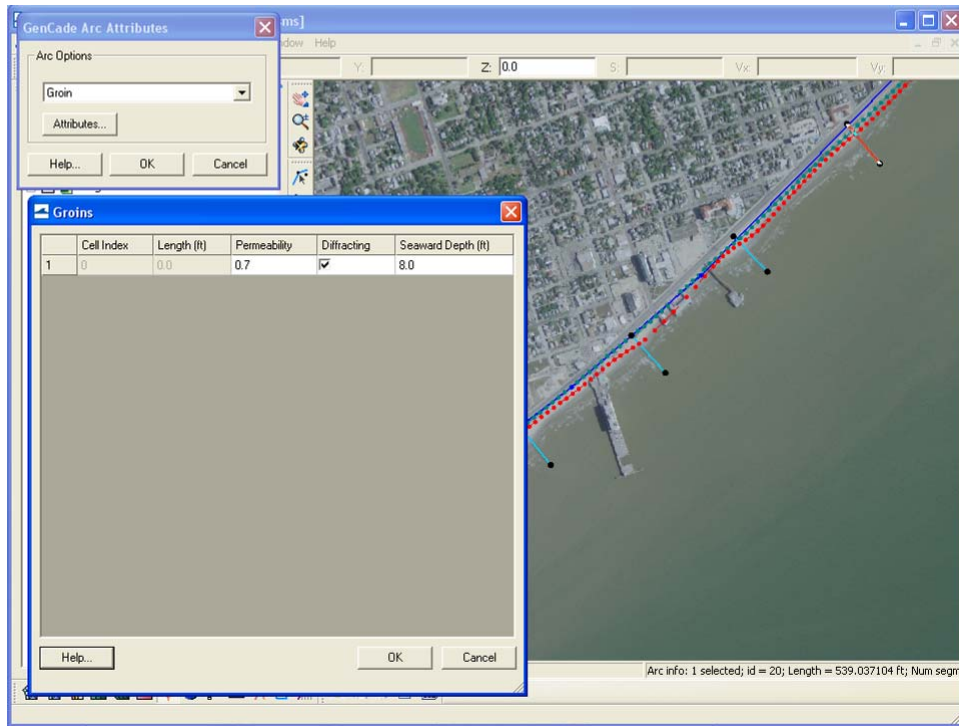 GenCade Arc Attributes
ms]
Arc Options
Groin
Attributes...
Help... OK Cancel
dow Help
Y: Z: 0.0 S: Vx: Vy:
Groins
Cell Index Length (ft) Permeability Diffracting Seaward Depth (ft)
1 0 0.0 0.7 8.0
Help... OK Cancel
Arc info: 1 selected; id = 20; Length = 539.037104 ft; Num segm